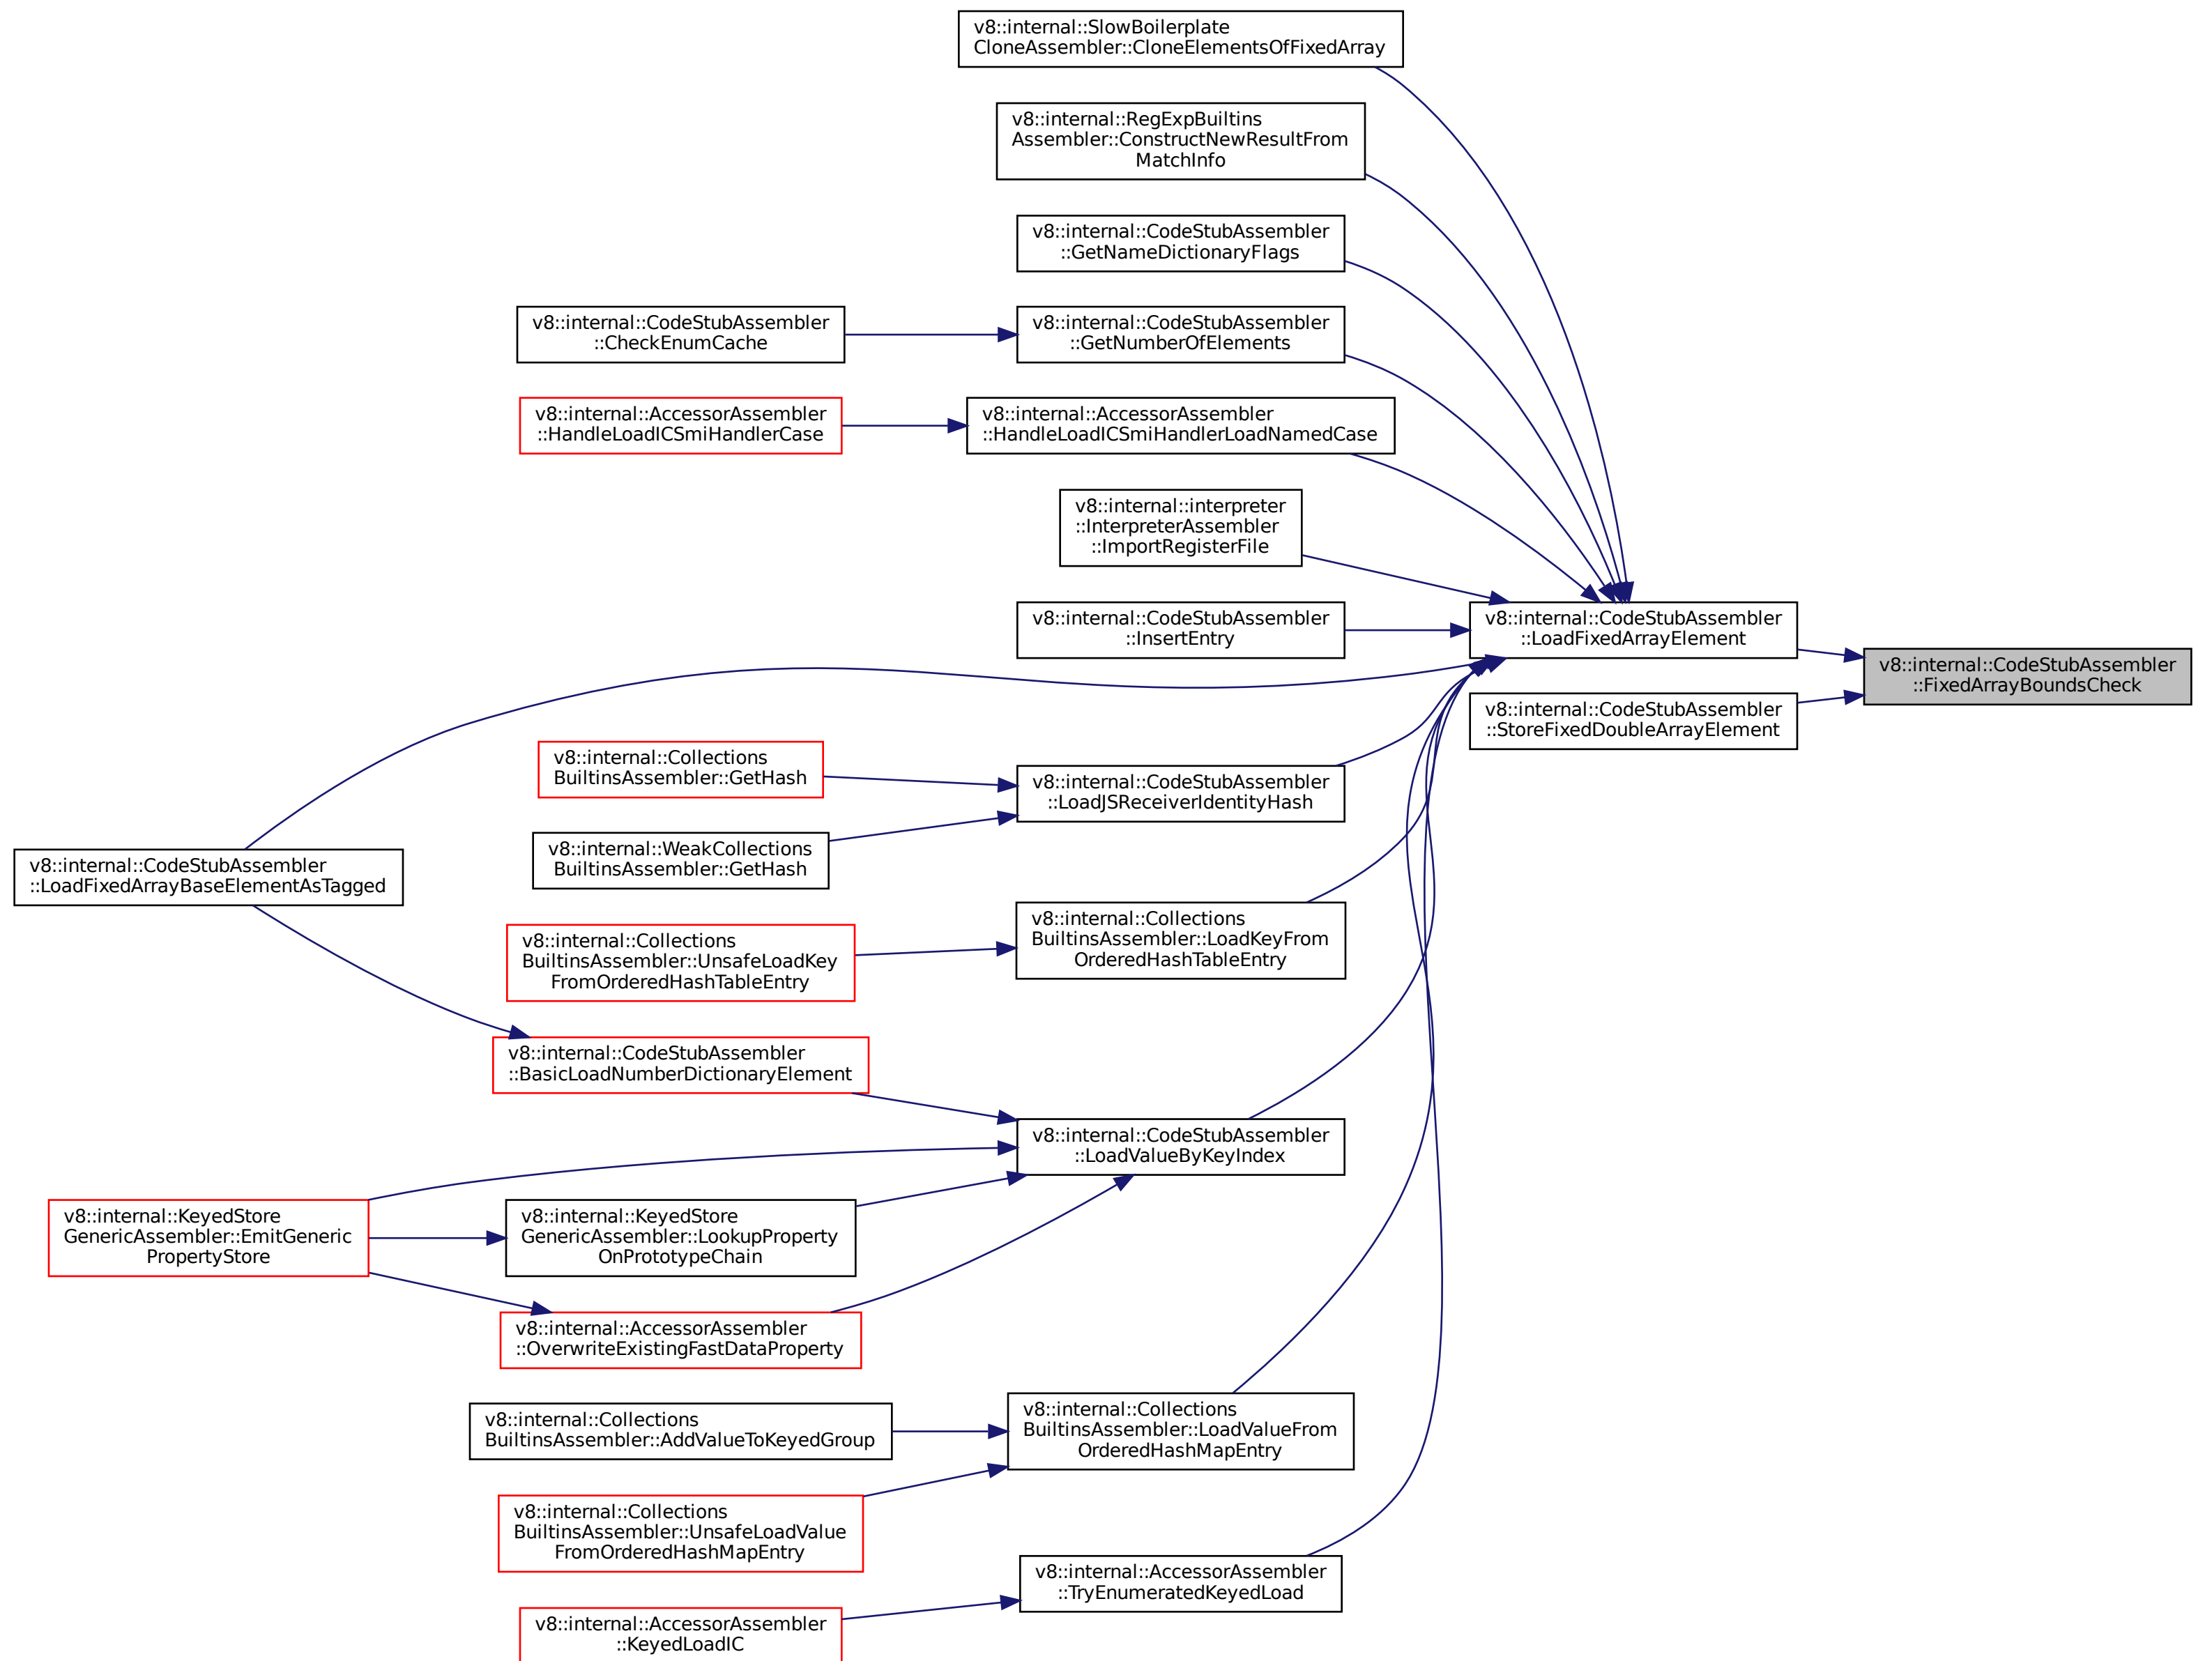 v8::internal::SlowBoilerplate
CloneAssembler::CloneElementsOfFixedArray
v8::internal::RegExpBuiltins
Assembler::ConstructNewResultFrom
MatchInfo
v8::internal::CodeStubAssembler
::GetNameDictionaryFlags
v8::internal::CodeStubAssembler
::CheckEnumCache
v8::internal::CodeStubAssembler
::GetNumberOfElements
v8::internal::AccessorAssembler
::HandleLoadICSmiHandlerCase
v8::internal::AccessorAssembler
::HandleLoadICSmiHandlerLoadNamedCase
v8::internal::interpreter
::InterpreterAssembler
::ImportRegisterFile
v8::internal::CodeStubAssembler
::InsertEntry
v8::internal::CodeStubAssembler
::LoadFixedArrayElement
v8::internal::CodeStubAssembler
::FixedArrayBoundsCheck
v8::internal::CodeStubAssembler
::StoreFixedDoubleArrayElement
v8::internal::Collections
BuiltinsAssembler::GetHash
v8::internal::CodeStubAssembler
::LoadJSReceiverIdentityHash
v8::internal::WeakCollections
BuiltinsAssembler::GetHash
v8::internal::CodeStubAssembler
::LoadFixedArrayBaseElementAsTagged
v8::internal::Collections
BuiltinsAssembler::UnsafeLoadKey
FromOrderedHashTableEntry
v8::internal::Collections
BuiltinsAssembler::LoadKeyFrom
OrderedHashTableEntry
v8::internal::CodeStubAssembler
::BasicLoadNumberDictionaryElement
v8::internal::CodeStubAssembler
::LoadValueByKeyIndex
v8::internal::KeyedStore
GenericAssembler::EmitGeneric
PropertyStore
v8::internal::KeyedStore
GenericAssembler::LookupProperty
OnPrototypeChain
v8::internal::AccessorAssembler
::OverwriteExistingFastDataProperty
v8::internal::Collections
BuiltinsAssembler::AddValueToKeyedGroup
v8::internal::Collections
BuiltinsAssembler::LoadValueFrom
OrderedHashMapEntry
v8::internal::Collections
BuiltinsAssembler::UnsafeLoadValue
FromOrderedHashMapEntry
v8::internal::AccessorAssembler
::TryEnumeratedKeyedLoad
v8::internal::AccessorAssembler
::KeyedLoadIC